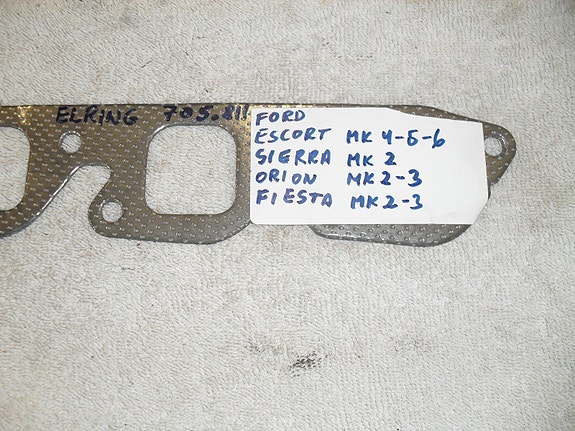 ELRING 705.811
FORD
ESCORT MK 4-5-6
SIERRA MK 2
ORION MK 2-3
FIESTA MK 2-3